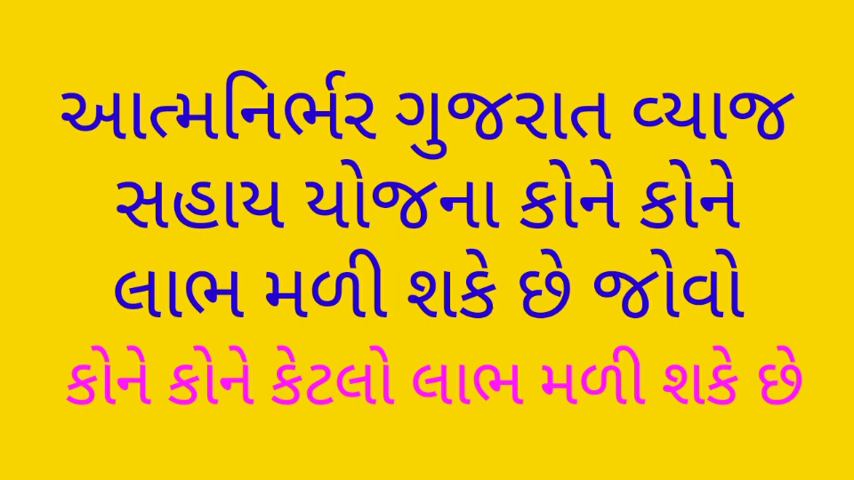 આત્મનિર્ભર ગુજરાત વ્યાજ
સહાય યોજના કોને કોને
લાભ મળી શકે છે જોવો
કોને કોને કેટલો લાભ મળી શકે છે